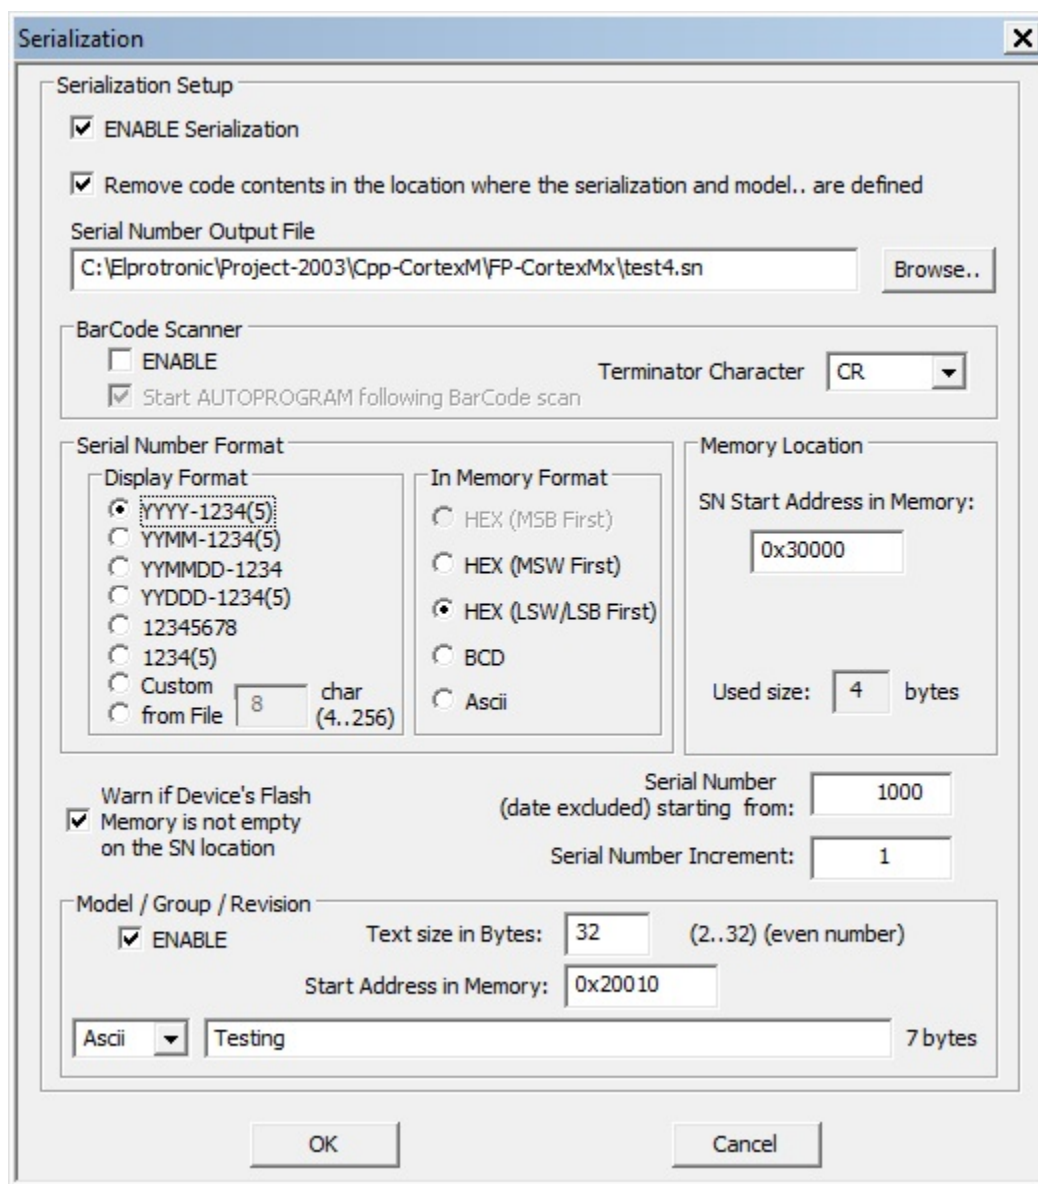 Serialization
Serialization Setup
ENABLE Serialization
Remove code contents in the location where the serialization and model.. are defined
Serial Number Output File
C:\Elprotronic\Project-2003\Cpp-CortexM\FP-CortexMx\test4.sn
Browse..
BarCode Scanner
ENABLE
Start AUTOPROGRAM following BarCode scan
Terminator Character
CR
Serial Number Format
Display Format
YYYY-1234(5)
YYMM-1234(5)
YYMMDD-1234
YYDDD-1234(5)
12345678
1234(5)
Custom
from File
8
char
(4..256)
In Memory Format
HEX (MSB First)
HEX (MSW First)
HEX (LSW/LSB First)
BCD
Ascii
Memory Location
SN Start Address in Memory:
0x30000
Used size: 4 bytes
Warn if Device's Flash
Memory is not empty
on the SN location
Serial Number
(date excluded) starting from:
1000
Serial Number Increment: 1
Model / Group / Revision
ENABLE
Text size in Bytes: 32 (2..32) (even number)
Start Address in Memory: 0x20010
Ascii
Testing
7 bytes
OK
Cancel